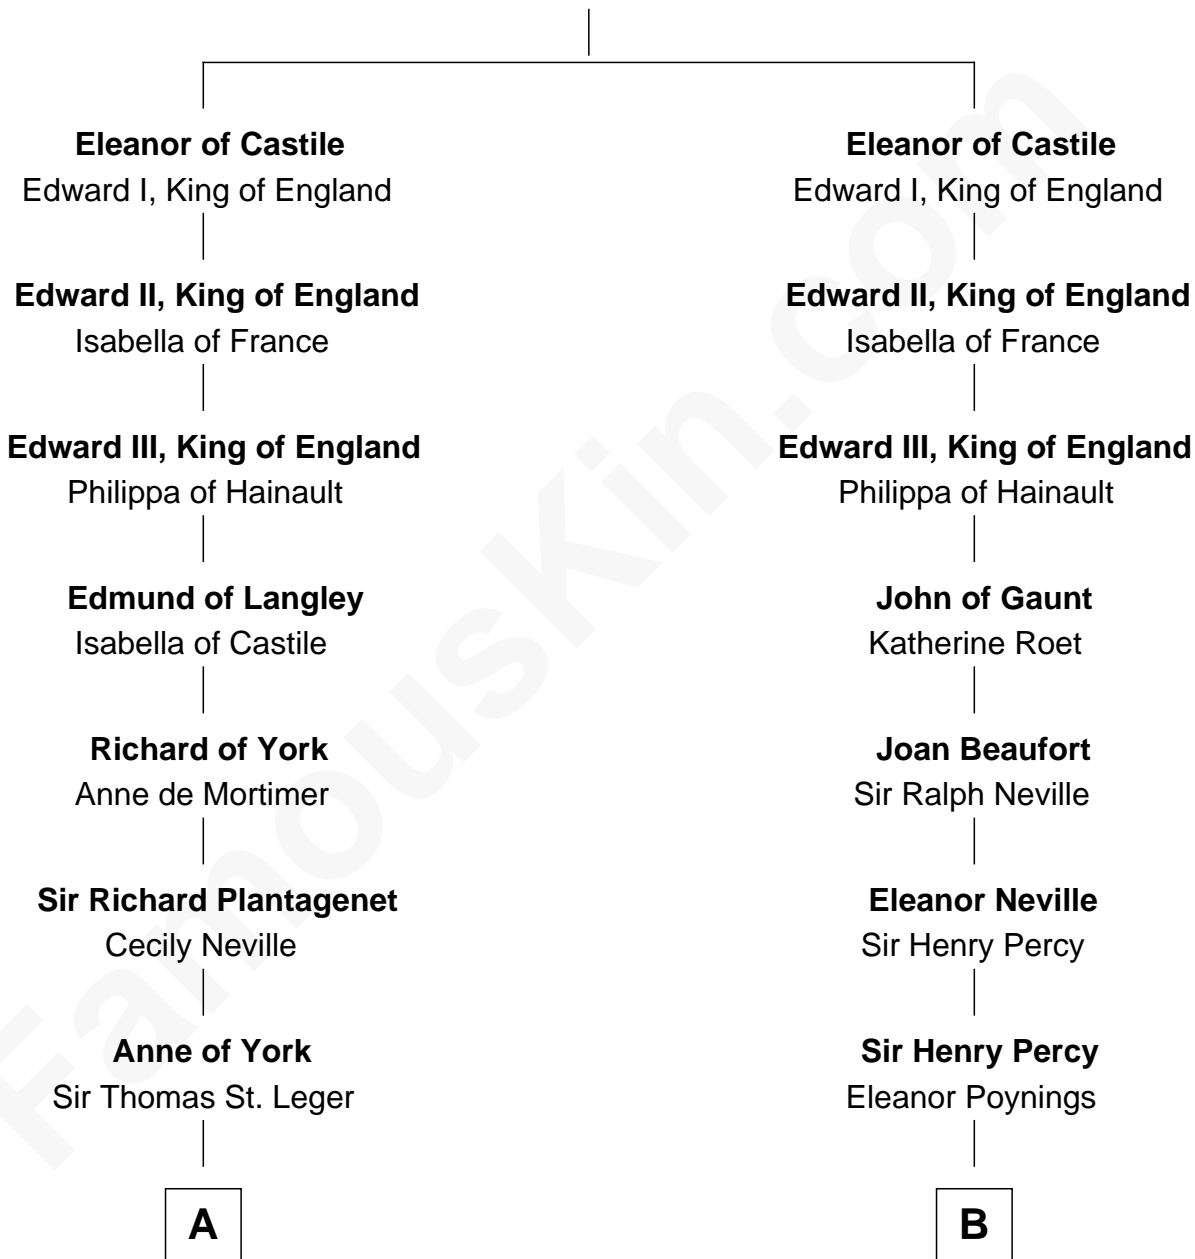 Eleanor of Castile
Edward I, King of England
Edward II, King of England
Isabella of France
Edward III, King of England
Philippa of Hainault
Edmund of Langley
Isabella of Castile
Richard of York
Anne de Mortimer
Sir Richard Plantagenet
Cecily Neville
Anne of York
Sir Thomas St. Leger
A
Eleanor of Castile
Edward I, King of England
Edward II, King of England
Isabella of France
Edward III, King of England
Philippa of Hainault
John of Gaunt
Katherine Roet
Joan Beaufort
Sir Ralph Neville
Eleanor Neville
Sir Henry Percy
Sir Henry Percy
Eleanor Poynings
B
FamousKin.com